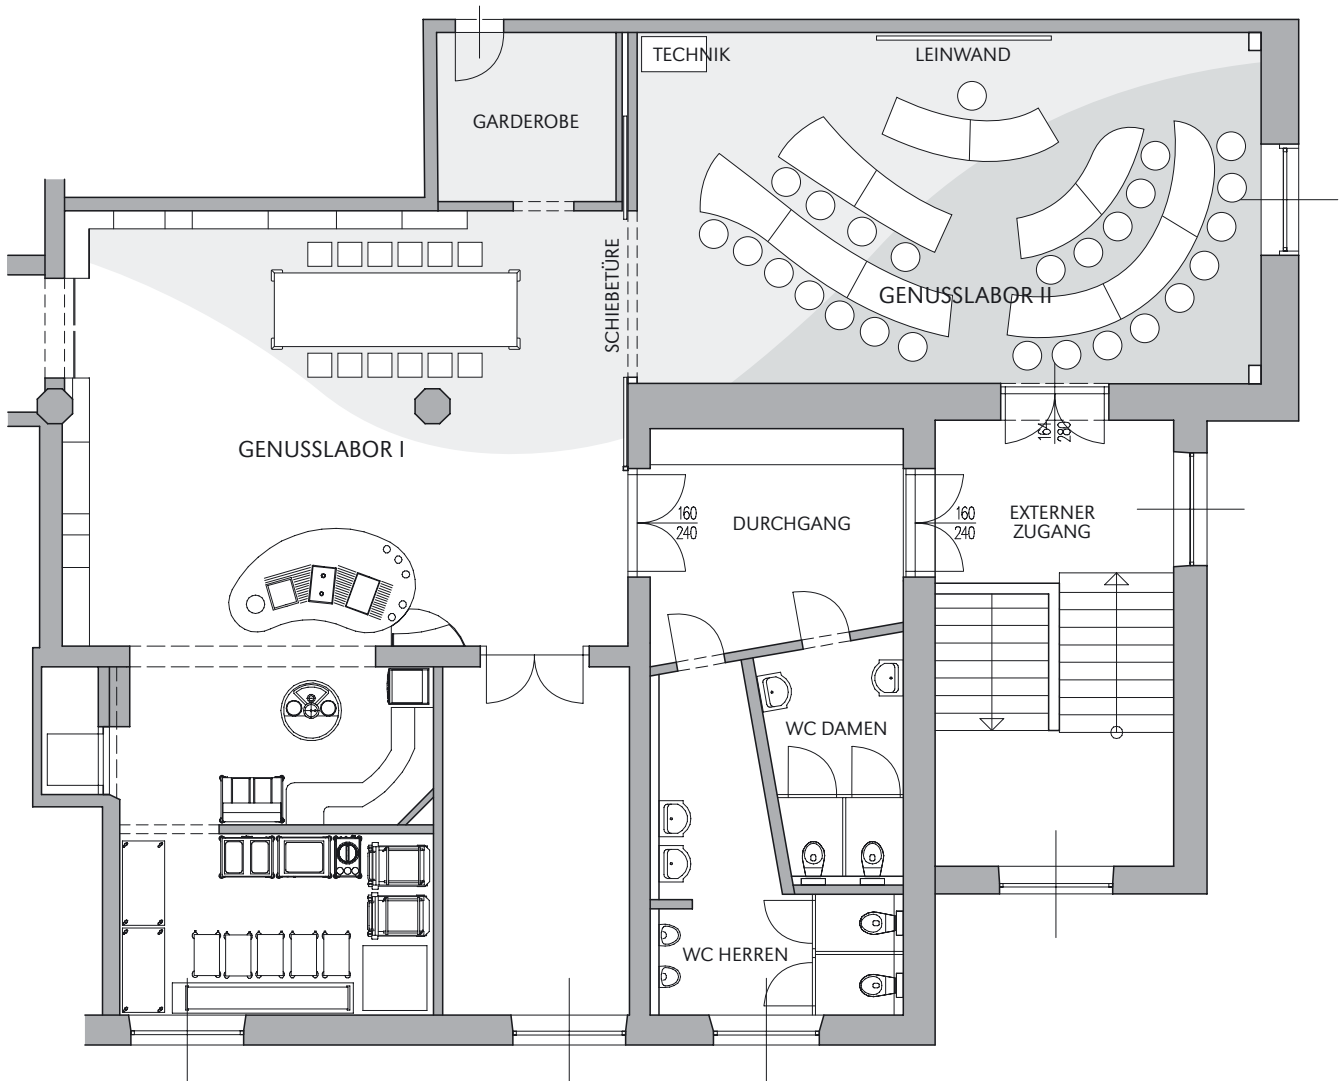 TECHNIK
LEINWAND
GARDEROBE
SCHIEBETÜRE
GENUSSLABOR II
164
280
GENUSSLABOR I
160
240
DURCHGANG
160
240
EXTERNER
ZUGANG
WC DAMEN
WC HERREN